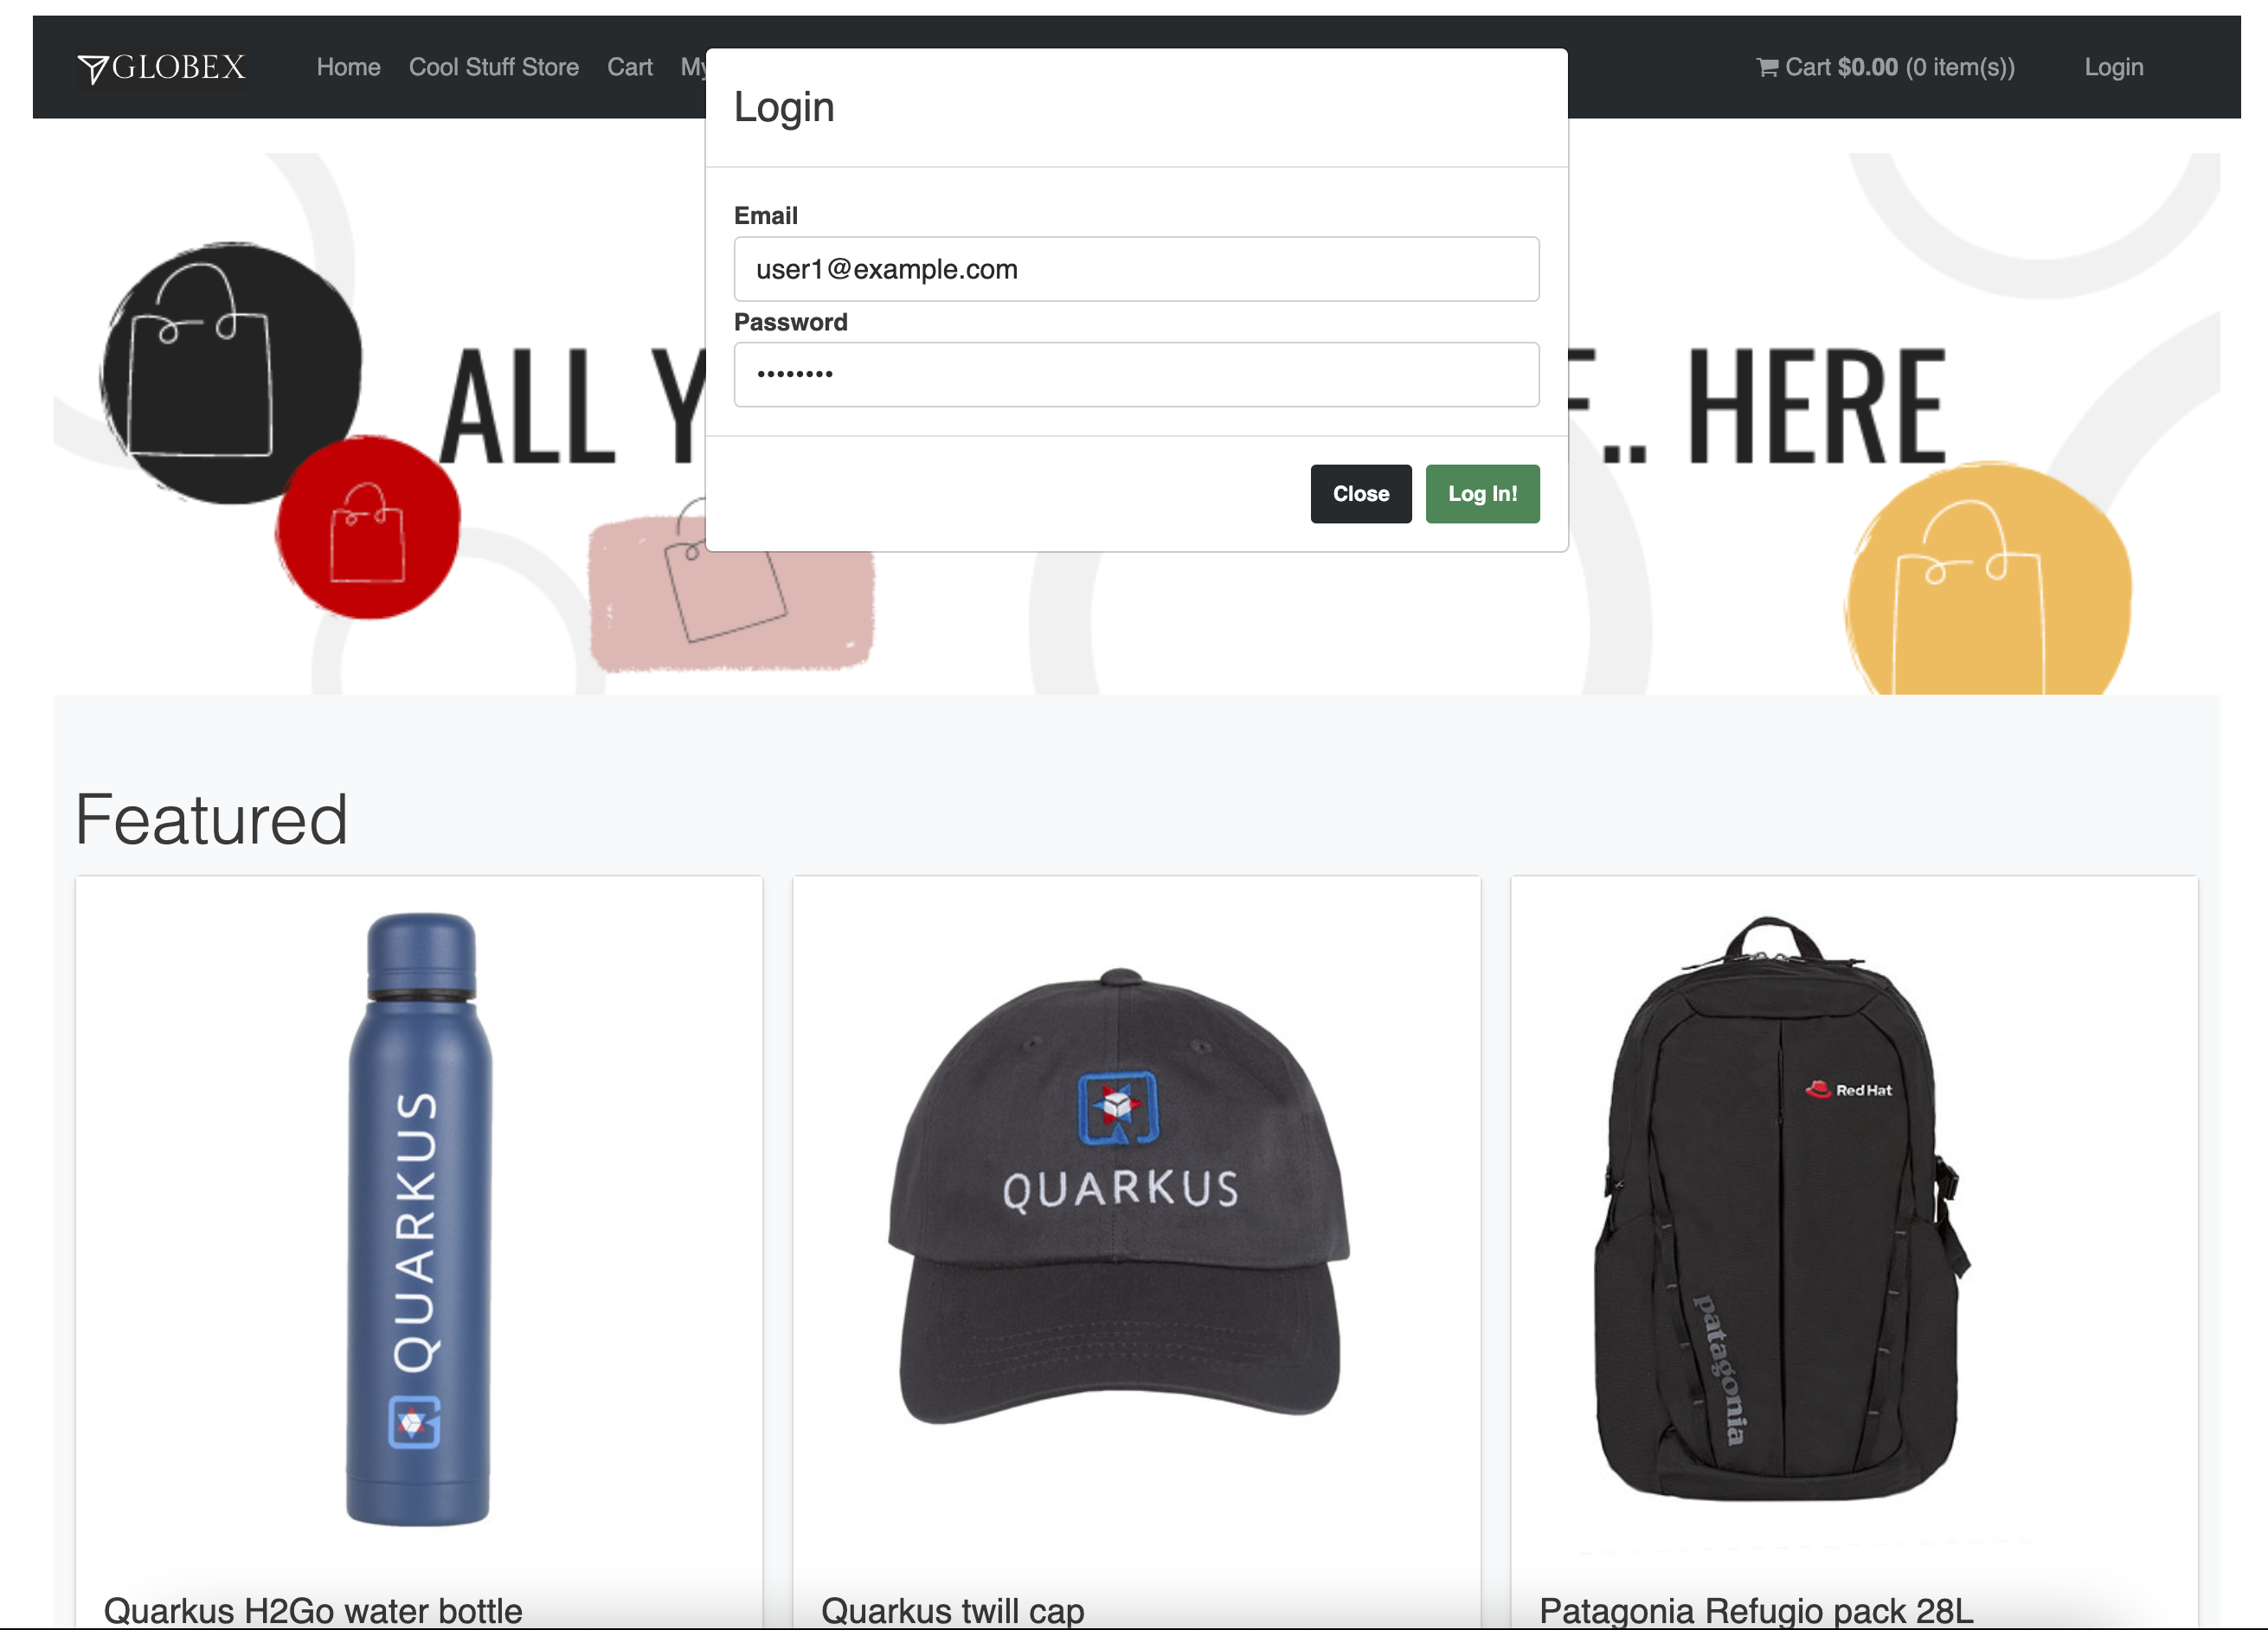 GLOBEX
Home Cool Stuff Store Cart My
Cart $0.00 (0 item(s))
Login
Login
Email
user1@example.com
Password
••••••••
Close
Log In!
ALL
.. HERE
Featured
QUARKUS
QUARKUS
Red Hat
patagonia
Quarkus H2Go water bottle
Quarkus twill cap
Patagonia Refugio pack 28L